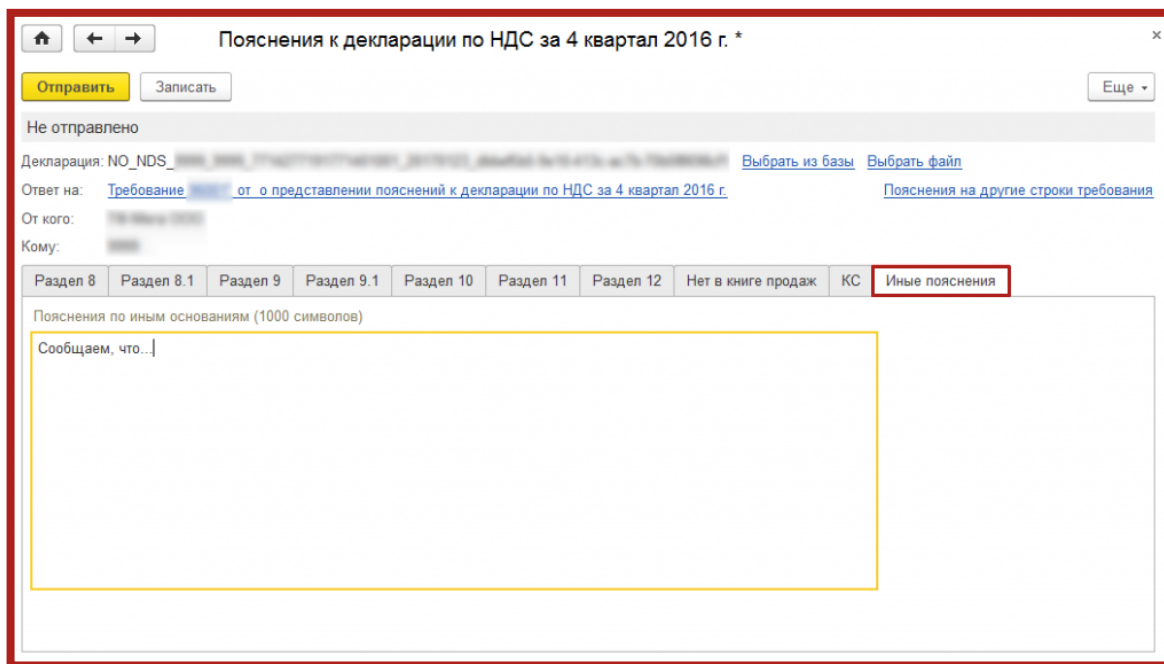 Пояснения к декларации по НДС за 4 квартал 2016 г. *
Отправить Записать Еще
Не отправлено
Декларация: NO_NDS_ Выбрать из базы Выбрать файл
Ответ на: Требование от о представлении пояснений к декларации по НДС за 4 квартал 2016 г. Пояснения на другие строки требования
От кого:
Кому:
Раздел 8 Раздел 8.1 Раздел 9 Раздел 9.1 Раздел 10 Раздел 11 Раздел 12 Нет в книге продаж КС Иные пояснения
Пояснения по иным основаниям (1000 символов)
Сообщаем, что...